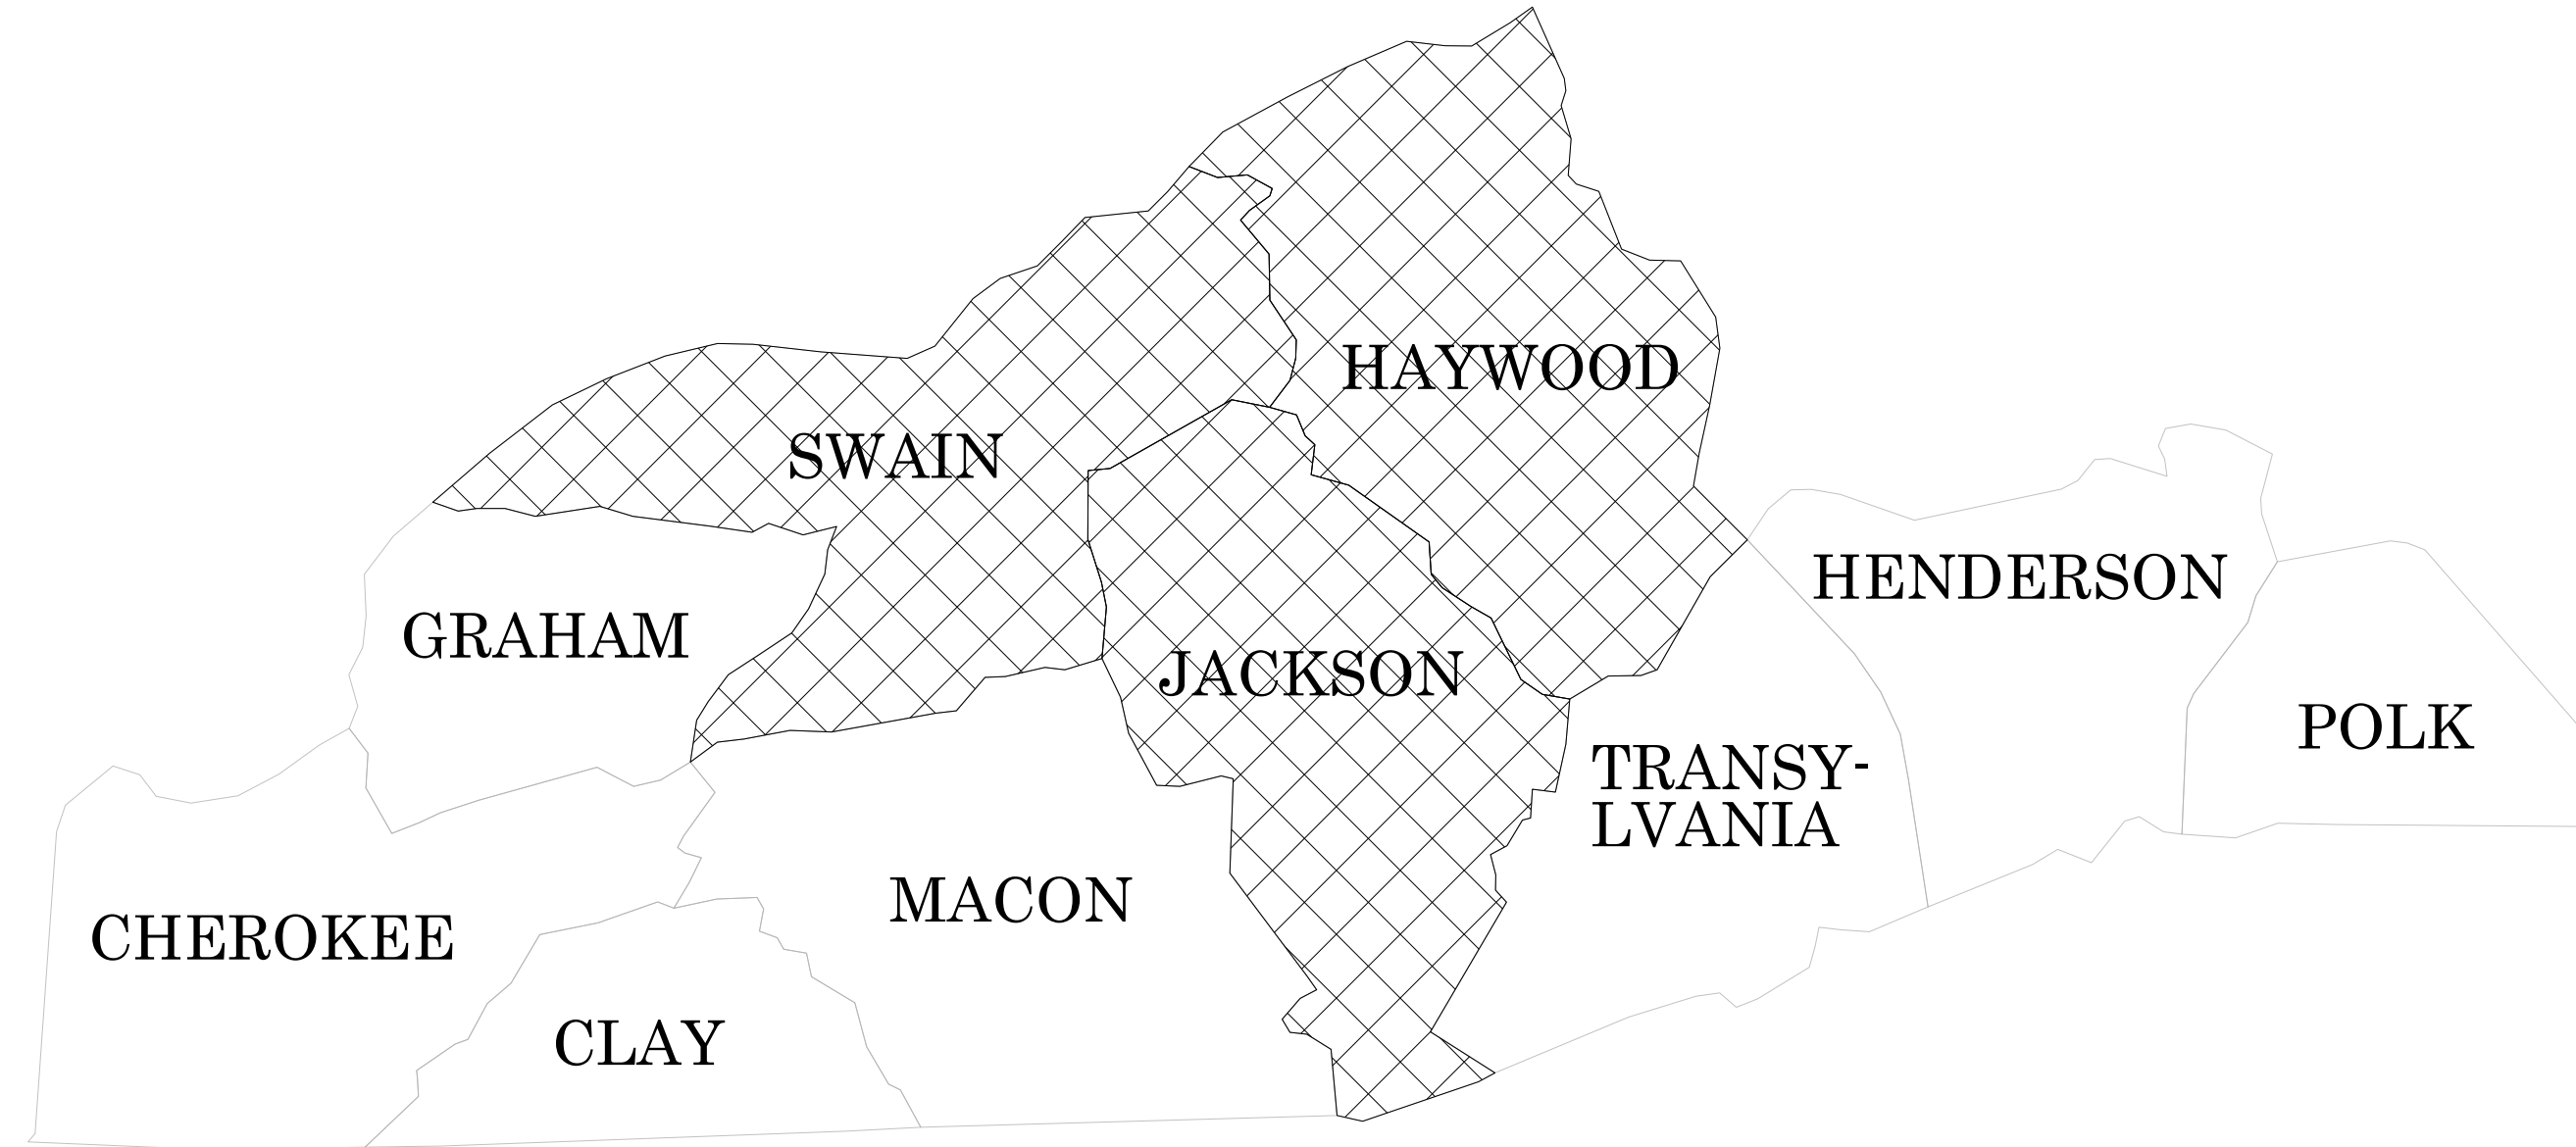 HAYWOOD
SWAIN
HENDERSON
GRAHAM
JACKSON
POLK
TRANSY-
LVANIA
MACON
CHEROKEE
CLAY